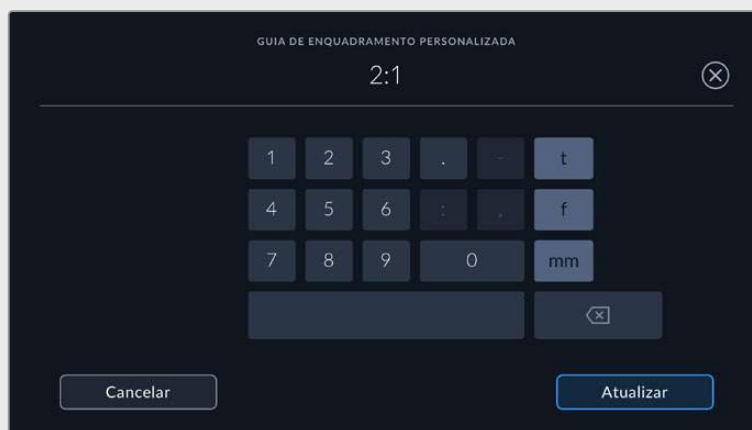 GUIA DE ENQUADRAMENTO PERSONALIZADA
2:1
1 2 3 . - t
4 5 6 : , f
7 8 9 0 mm
Cancelar Atualizar